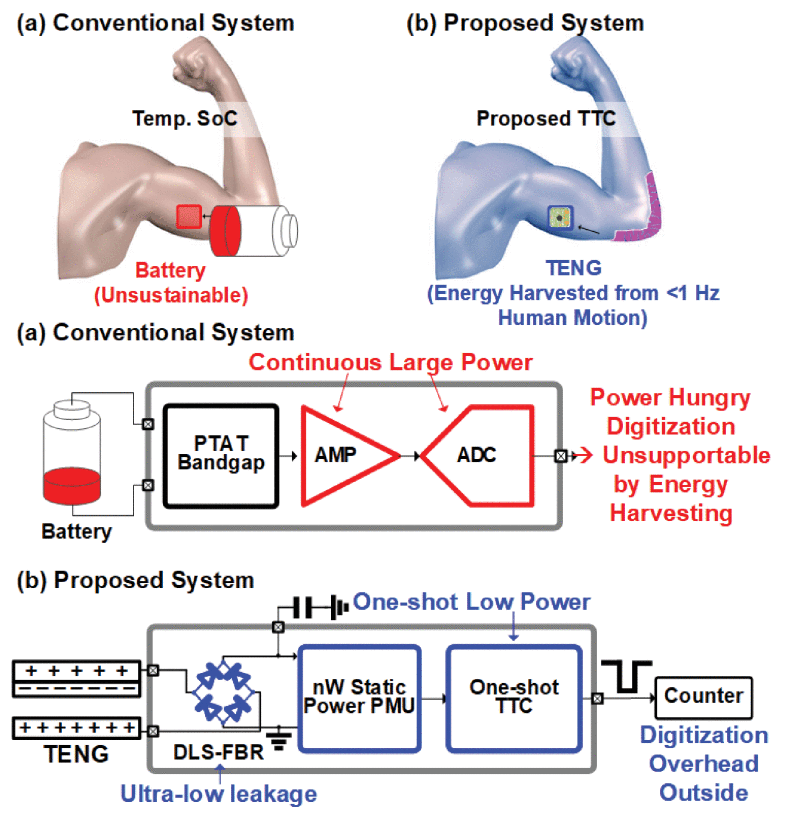 (a) Conventional System
(b) Proposed System
Temp. SoC
Proposed TTC
Battery
(Unsustainable)
TENG
(Energy Harvested from <1 Hz
Human Motion)
(a) Conventional System
Continuous Large Power
PTAT
Bandgap
AMP
ADC
Battery
Power Hungry
Digitization
→ Unsupportable
by Energy
Harvesting
(b) Proposed System
One-shot Low Power
+ + + + +
− − − − − − −
+ + + + + + +
TENG
DLS-FBR
nW Static
Power PMU
One-shot
TTC
Counter
Ultra-low leakage
Digitization
Overhead
Outside